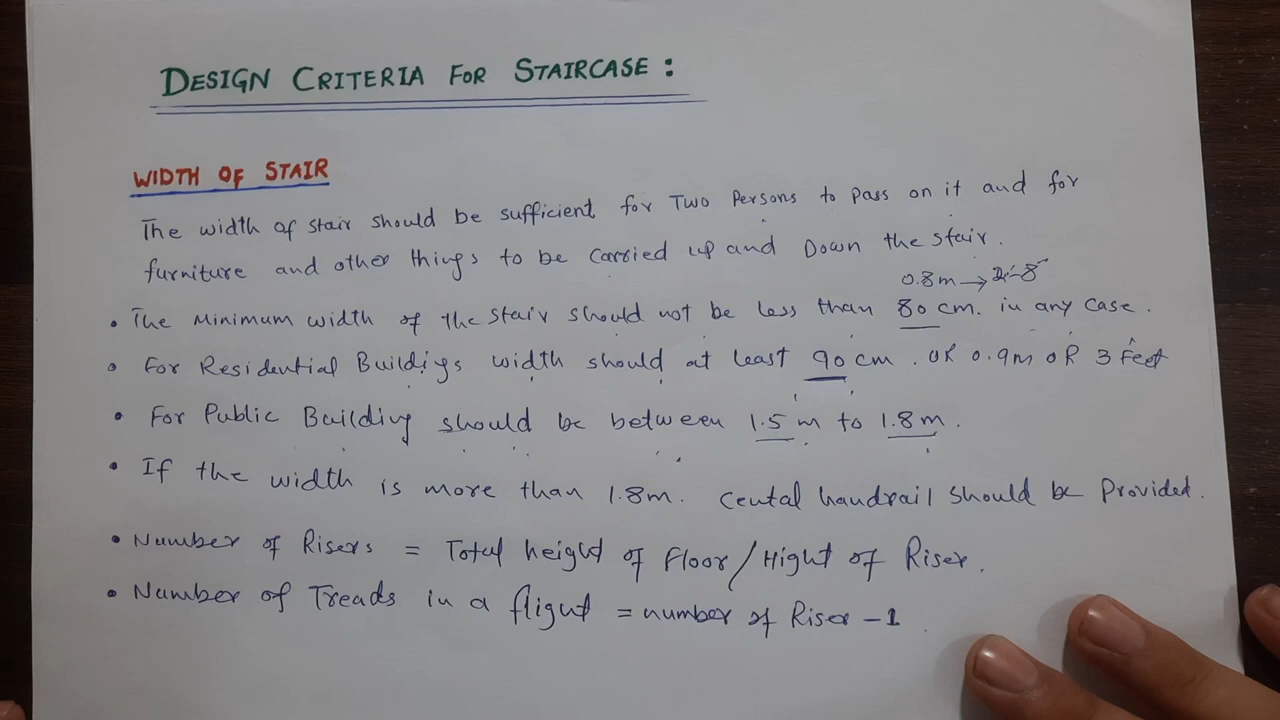 DESIGN CRITERIA FOR STAIRCASE :
WIDTH OF STAIR
The width of stair should be sufficient for Two Persons to pass on it and for
furniture and other things to be carried up and Down the stair.
0.8m → 2'-8"
• The Minimum width of the stair should not be less than 80 cm. in any case.
• For Residential Buildings width should at least 90 cm. OR 0.9m OR 3 Feet
• For Public Building should be between 1.5 m to 1.8 m.
• If the width is more than 1.8m. Cental handrail should be Provided.
• Number of Risers = Total height of Floor/Hight of Riser.
• Number of Treads in a flight = number of Riser -1